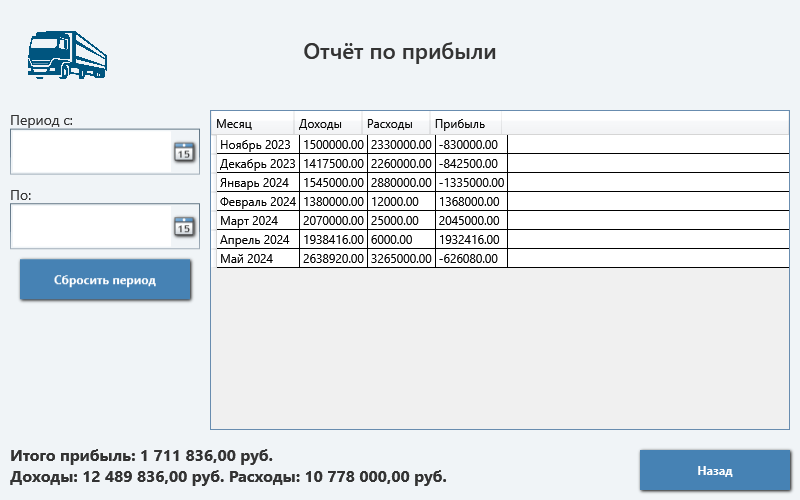 Отчёт по прибыли
Период с:
15
По:
15
Сбросить период
Месяц Доходы Расходы Прибыль
Ноябрь 2023 1500000.00 2330000.00 -830000.00
Декабрь 2023 1417500.00 2260000.00 -842500.00
Январь 2024 1545000.00 2880000.00 -1335000.00
Февраль 2024 1380000.00 12000.00 1368000.00
Март 2024 2070000.00 25000.00 2045000.00
Апрель 2024 1938416.00 6000.00 1932416.00
Май 2024 2638920.00 3265000.00 -626080.00
Итого прибыль: 1 711 836,00 руб.
Доходы: 12 489 836,00 руб. Расходы: 10 778 000,00 руб.
Назад